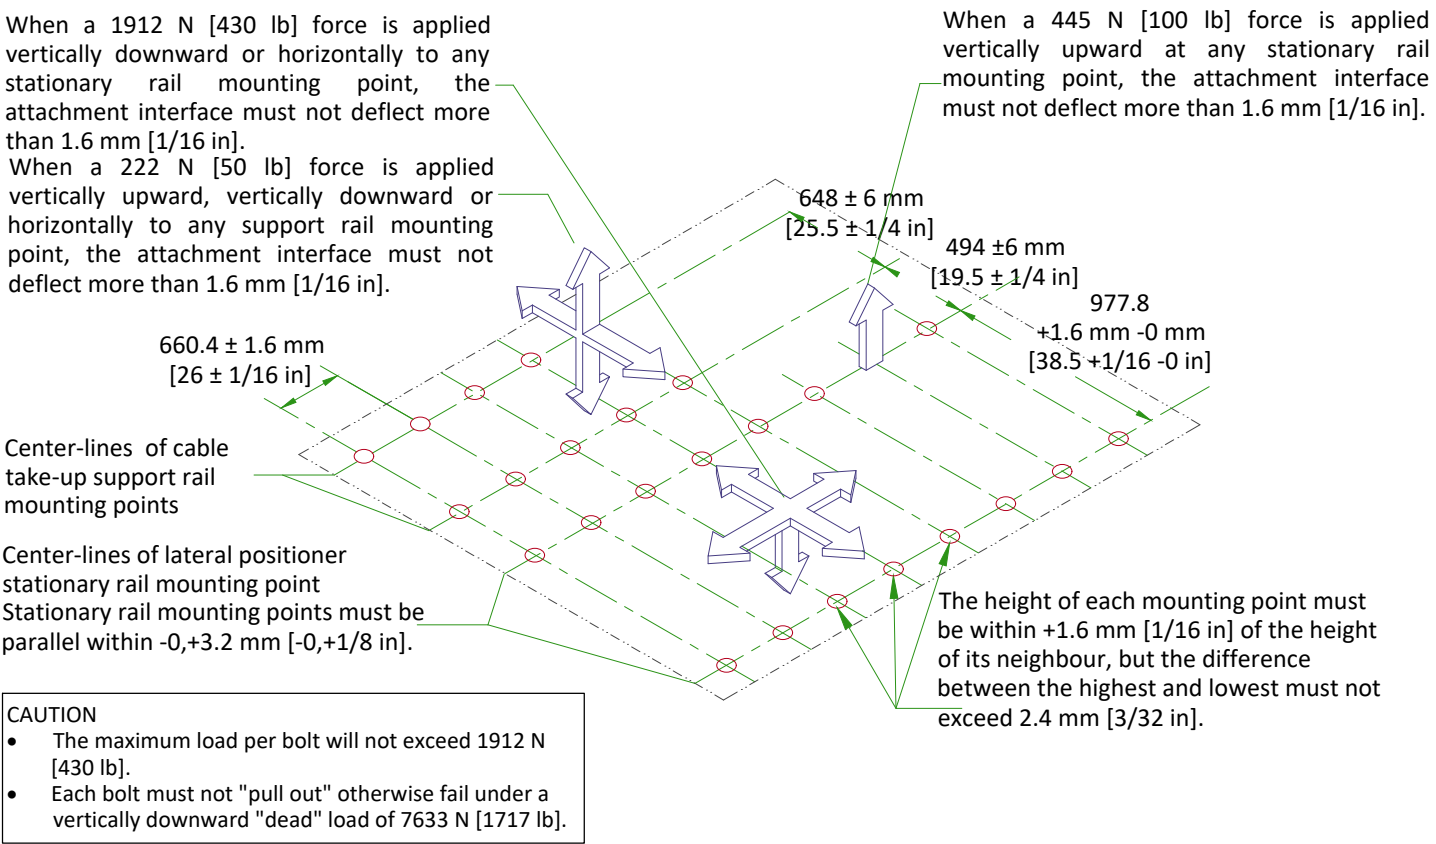 When a 1912 N [430 lb] force is applied
vertically downward or horizontally to any
stationary rail mounting point, the
attachment interface must not deflect more
than 1.6 mm [1/16 in].
When a 222 N [50 lb] force is applied
vertically upward, vertically downward or
horizontally to any support rail mounting
point, the attachment interface must not
deflect more than 1.6 mm [1/16 in].
When a 445 N [100 lb] force is applied
vertically upward at any stationary rail
mounting point, the attachment interface
must not deflect more than 1.6 mm [1/16 in].
648 ± 6 mm
[25.5 ± 1/4 in]
494 ±6 mm
[19.5 ± 1/4 in]
977.8
+1.6 mm -0 mm
[38.5 +1/16 -0 in]
660.4 ± 1.6 mm
[26 ± 1/16 in]
Center-lines of cable
take-up support rail
mounting points
Center-lines of lateral positioner
stationary rail mounting point
Stationary rail mounting points must be
parallel within -0,+3.2 mm [-0,+1/8 in].
The height of each mounting point must
be within +1.6 mm [1/16 in] of the height
of its neighbour, but the difference
between the highest and lowest must not
exceed 2.4 mm [3/32 in].
CAUTION
• The maximum load per bolt will not exceed 1912 N
[430 lb].
• Each bolt must not "pull out" otherwise fail under a
vertically downward "dead" load of 7633 N [1717 lb].